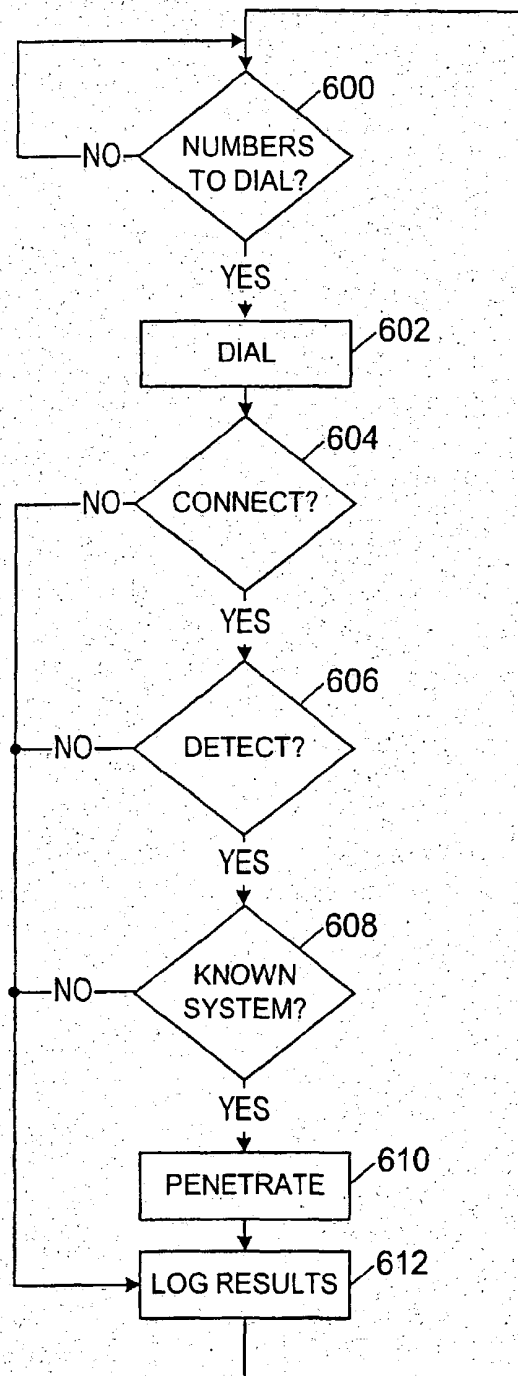 600
NUMBERS
TO DIAL?
NO
YES
602
DIAL
604
CONNECT?
NO
YES
606
DETECT?
NO
YES
608
KNOWN
SYSTEM?
NO
YES
610
PENETRATE
612
LOG RESULTS